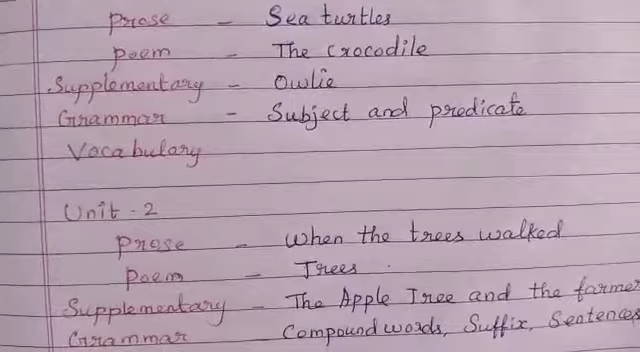 Prose - Sea turtles
Poem - The Crocodile
Supplementary - Owlie
Grammar - Subject and predicate
Vocabulary
Unit - 2
Prose - When the trees walked
Poem - Trees.
Supplementary - The Apple Tree and the farmer
Grammar - Compound words, Suffix, Sentences